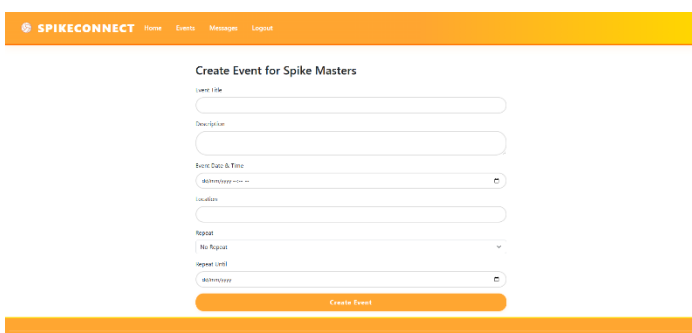 SPIKECONNECT Home Events Messages Logout
Create Event for Spike Masters
Event Title
Description
Event Date & Time
dd/mm/yyyy --:-- --
Location
Repeat
No Repeat
Repeat Until
dd/mm/yyyy
Create Event